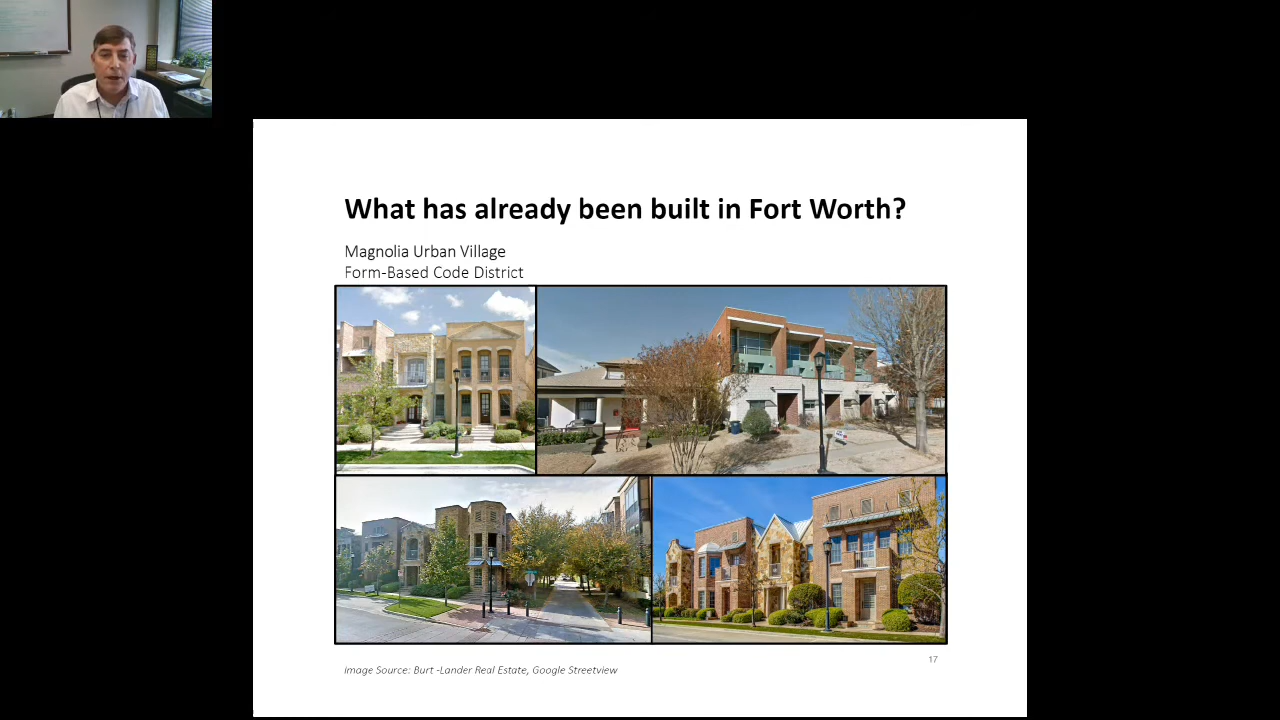 What has already been built in Fort Worth?
Magnolia Urban Village
Form-Based Code District
17
Image Source: Burt -Lander Real Estate, Google Streetview